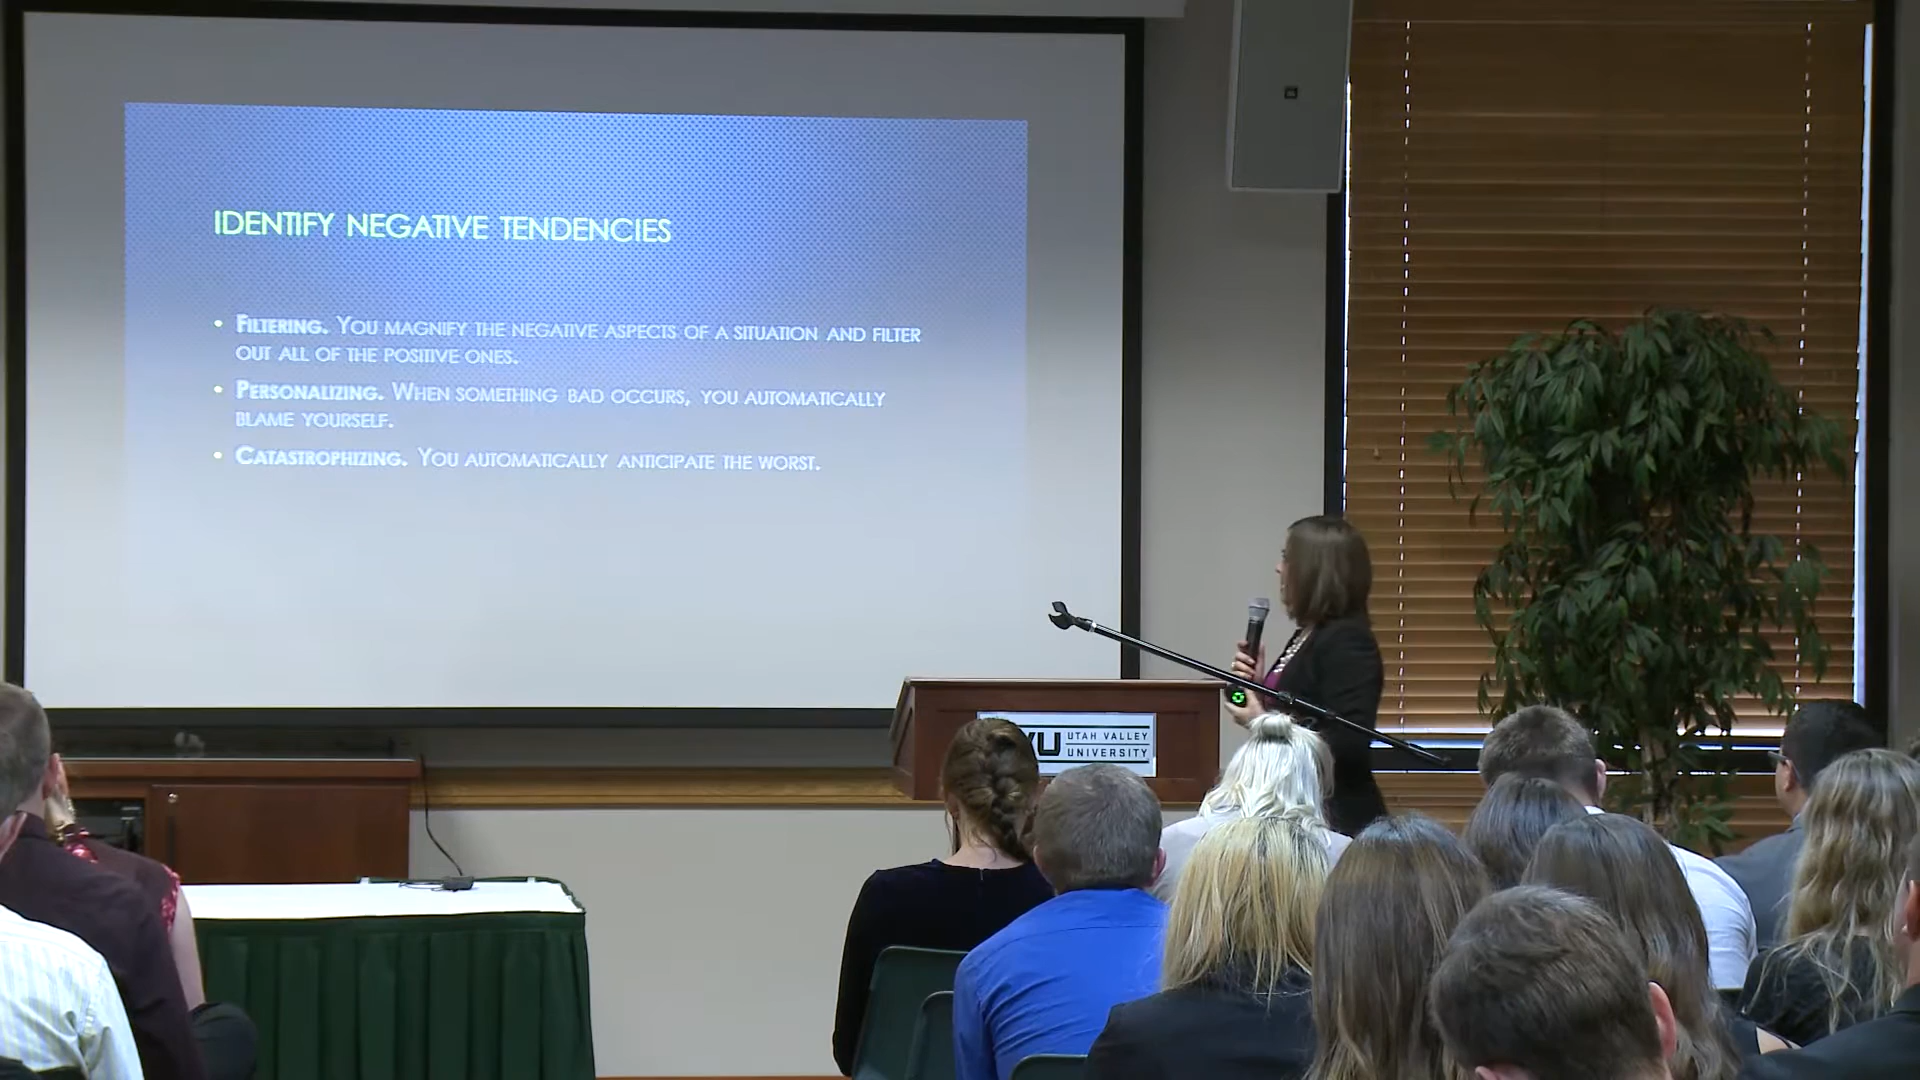 IDENTIFY NEGATIVE TENDENCIES
• FILTERING. YOU MAGNIFY THE NEGATIVE ASPECTS OF A SITUATION AND FILTER
OUT ALL OF THE POSITIVE ONES.
• PERSONALIZING. WHEN SOMETHING BAD OCCURS, YOU AUTOMATICALLY
BLAME YOURSELF.
• CATASTROPHIZING. YOU AUTOMATICALLY ANTICIPATE THE WORST.
UTAH VALLEY
UNIVERSITY